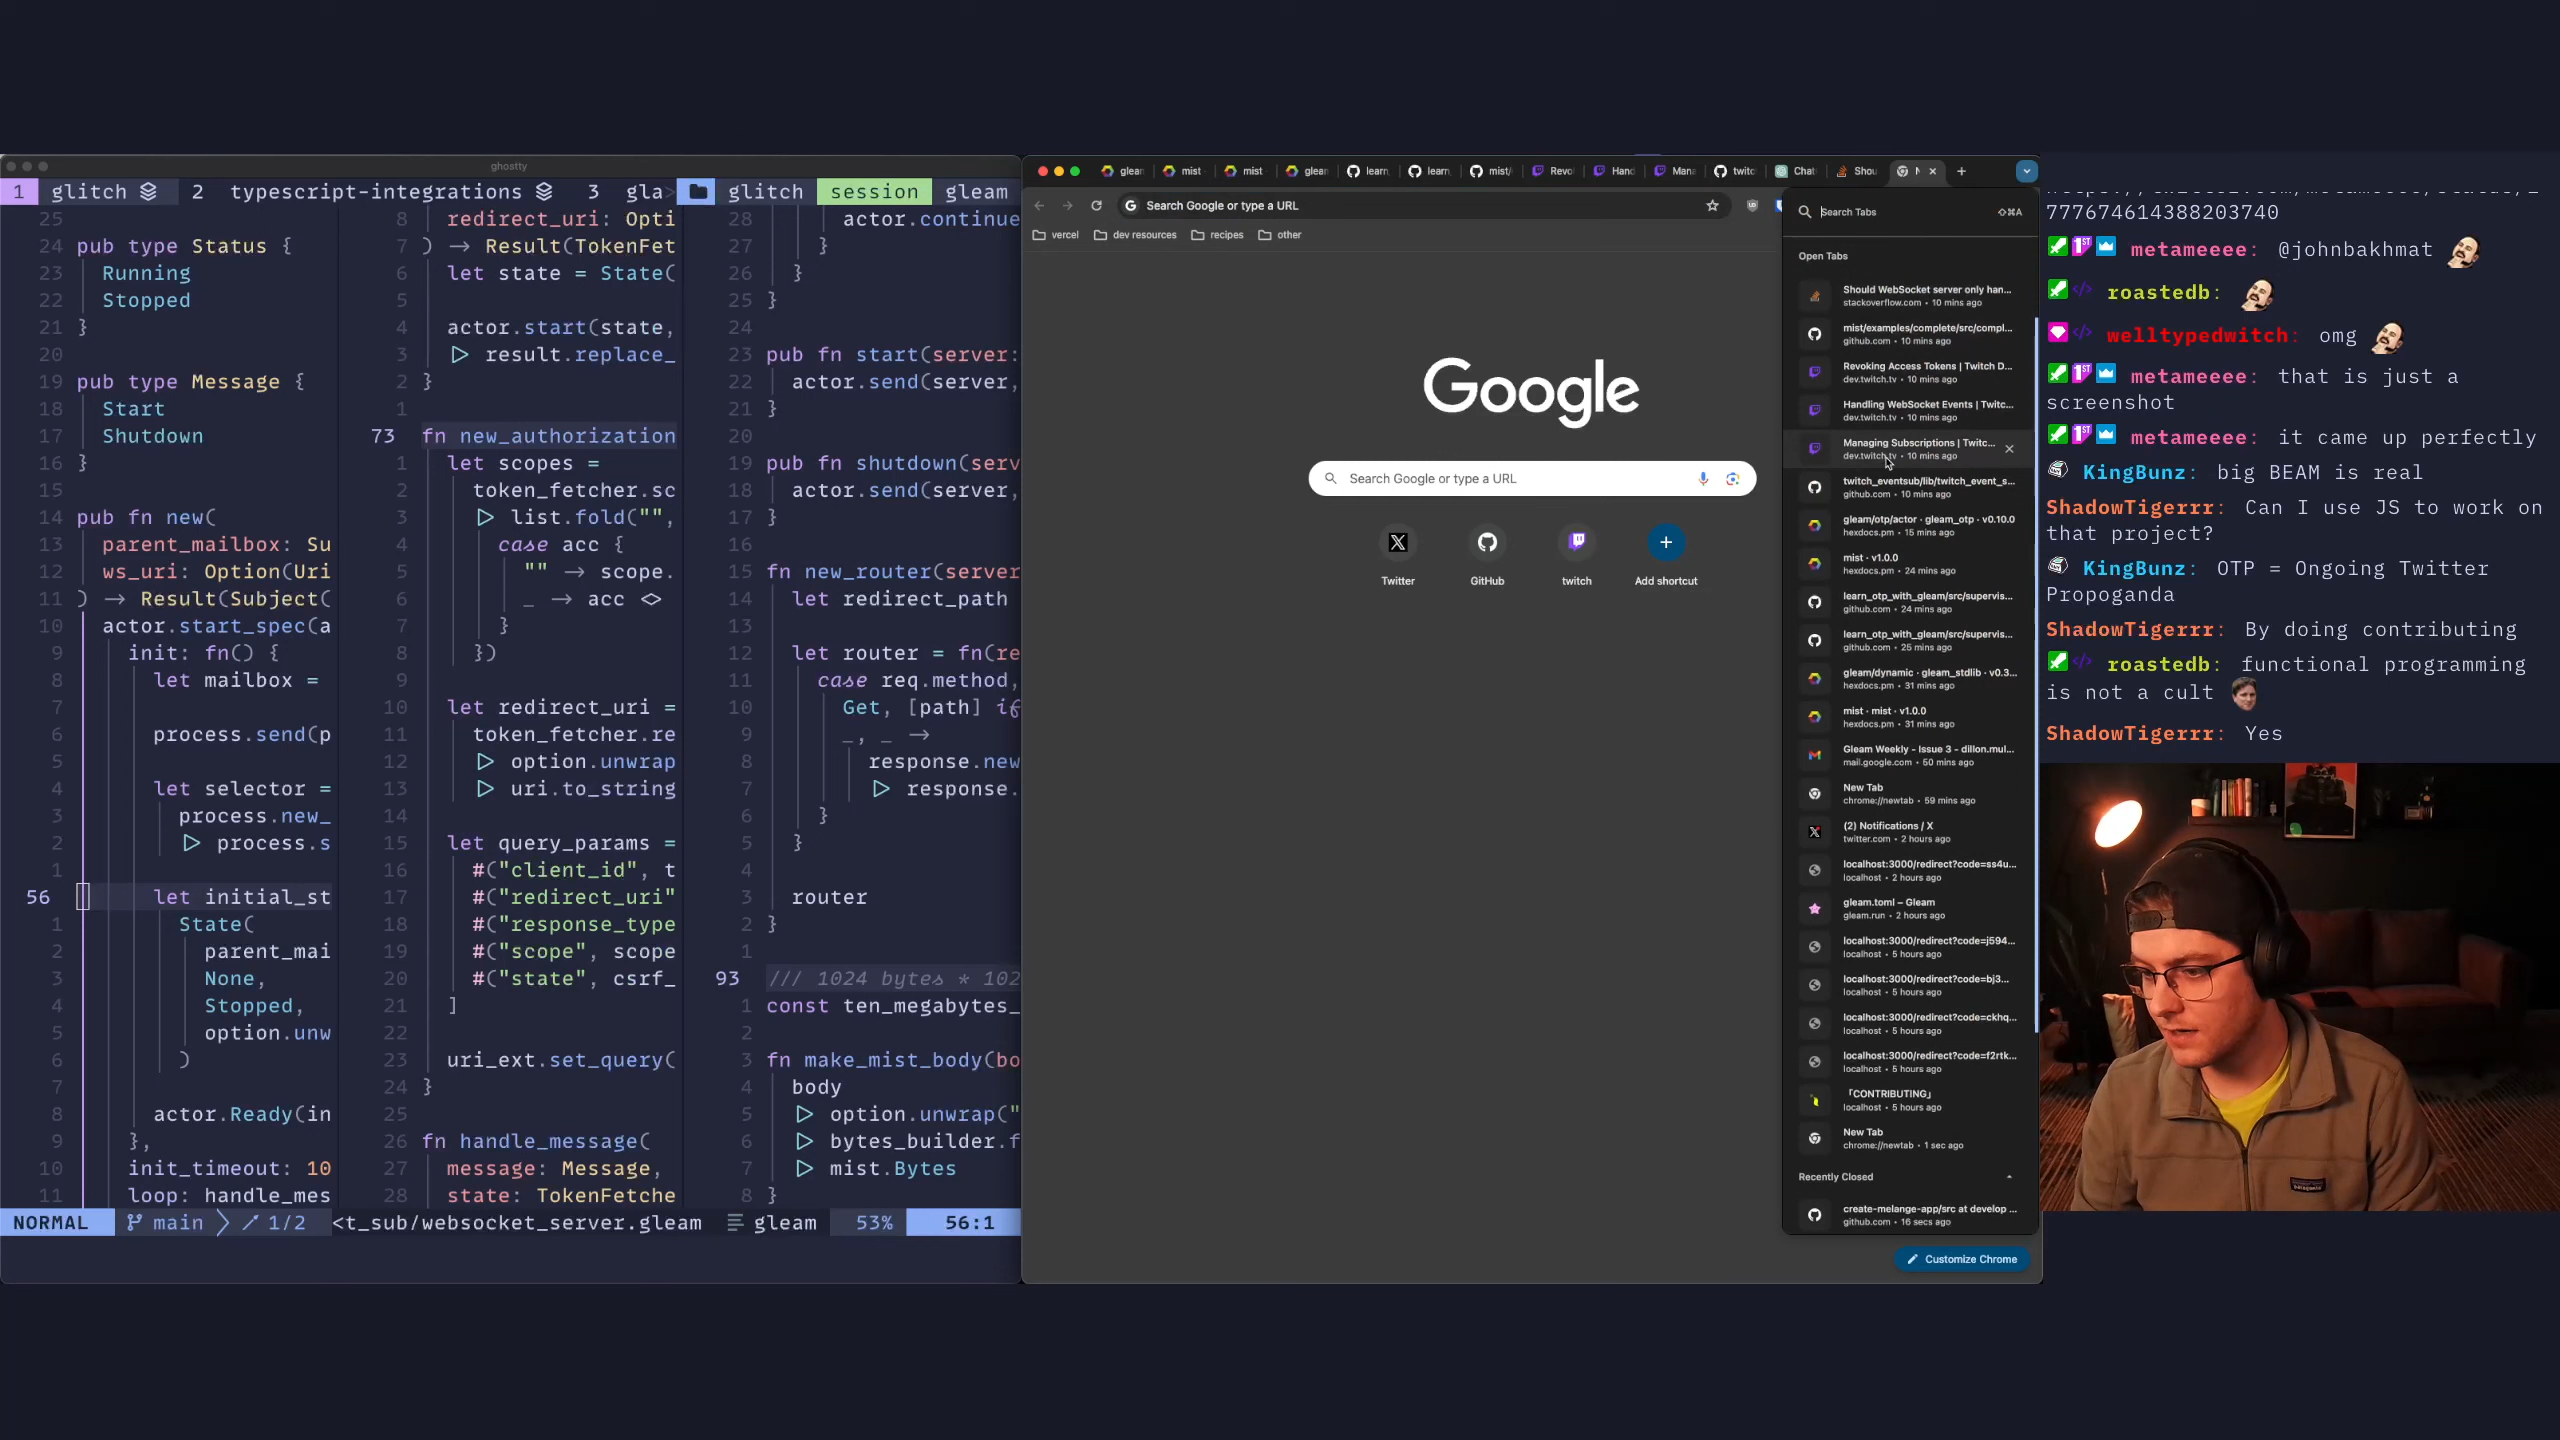 ghostty
1 glitch 2 typescript-integrations 3 gla> glitch session gleam
25
24 pub type Status {
23 Running
22 Stopped
21 }
20
19 pub type Message {
18 Start
17 Shutdown
16 }
15
14 pub fn new(
13 parent_mailbox: Su
12 ws_uri: Option(Uri
11 ) -> Result(Subject(
10 actor.start_spec(a
9 init: fn() {
8 let mailbox =
7
6 process.send(p
5
4 let selector =
3 process.new_
2 |> process.s
1
56 let initial_st
1 State(
2 parent_mai
3 None,
4 Stopped,
5 option.unw
6 )
7
8 actor.Ready(in
9 },
10 init_timeout: 10
11 loop: handle_mes
8 redirect_uri: Opti
7 ) -> Result(TokenFet
6 let state = State(
5
4 actor.start(state,
3 |> result.replace_
2 }
1
73 fn new_authorization
1 let scopes =
2 token_fetcher.sc
3 |> list.fold("",
4 case acc {
5 "" -> scope.
6 _ -> acc <>
7 }
8 })
9
10 let redirect_uri =
11 token_fetcher.re
12 |> option.unwrap
13 |> uri.to_string
14
15 let query_params =
16 #("client_id", t
17 #("redirect_uri"
18 #("response_type
19 #("scope", scope
20 #("state", csrf_
21 ]
22
23 uri_ext.set_query(
24 }
25
26 fn handle_message(
27 message: Message,
28 state: TokenFetche
28 actor.continue
27 }
26 }
25 }
24
23 pub fn start(server:
22 actor.send(server,
21 }
20
19 pub fn shutdown(serv
18 actor.send(server,
17 }
16
15 fn new_router(server
14 let redirect_path
13
12 let router = fn(re
11 case req.method,
10 Get, [path] if
9 _, _ ->
8 response.new
7 |> response.
6 }
5 }
4
3 router
2 }
1
93 /// 1024 bytes * 102
1 const ten_megabytes_
2
3 fn make_mist_body(bo
4 body
5 |> option.unwrap("
6 |> bytes_builder.f
7 |> mist.Bytes
8 }
NORMAL main 1/2 <t_sub/websocket_server.gleam gleam 53% 56:1
glean mist mist glean learn learn mist/ Revo Hand Mana twitc Chat Shou N
Search Google or type a URL
vercel dev resources recipes other
Google
Search Google or type a URL
Twitter GitHub twitch Add shortcut
Search Tabs ⇧⌘A
Open Tabs
Should WebSocket server only han...
stackoverflow.com • 10 mins ago
mist/examples/complete/src/compl...
github.com • 10 mins ago
Revoking Access Tokens | Twitch D...
dev.twitch.tv • 10 mins ago
Handling WebSocket Events | Twitc...
dev.twitch.tv • 10 mins ago
Managing Subscriptions | Twitc...
dev.twitch.tv • 10 mins ago
twitch_eventsub/lib/twitch_event_s...
github.com • 10 mins ago
gleam/otp/actor · gleam_otp · v0.10.0
hexdocs.pm • 15 mins ago
mist · v1.0.0
hexdocs.pm • 24 mins ago
learn_otp_with_gleam/src/supervis...
github.com • 24 mins ago
learn_otp_with_gleam/src/supervis...
github.com • 25 mins ago
gleam/dynamic · gleam_stdlib · v0.3...
hexdocs.pm • 31 mins ago
mist · mist · v1.0.0
hexdocs.pm • 31 mins ago
Gleam Weekly - Issue 3 - dillon.mul...
mail.google.com • 50 mins ago
New Tab
chrome://newtab • 59 mins ago
(2) Notifications / X
twitter.com • 2 hours ago
localhost:3000/redirect?code=ss4u...
localhost • 2 hours ago
gleam.toml – Gleam
gleam.run • 2 hours ago
localhost:3000/redirect?code=j594...
localhost • 5 hours ago
localhost:3000/redirect?code=bj3...
localhost • 5 hours ago
localhost:3000/redirect?code=ckhq...
localhost • 5 hours ago
localhost:3000/redirect?code=f2rtk...
localhost • 5 hours ago
「CONTRIBUTING」
localhost • 5 hours ago
New Tab
chrome://newtab • 1 sec ago
Recently Closed
create-melange-app/src at develop ...
github.com • 16 secs ago
Customize Chrome
777674614388203740
metameeee: @johnbakhmat
roastedb:
welltypedwitch: omg
metameeee: that is just a
screenshot
metameeee: it came up perfectly
KingBunz: big BEAM is real
ShadowTigerrr: Can I use JS to work on
that project?
KingBunz: OTP = Ongoing Twitter
Propoganda
ShadowTigerrr: By doing contributing
roastedb: functional programming
is not a cult
ShadowTigerrr: Yes